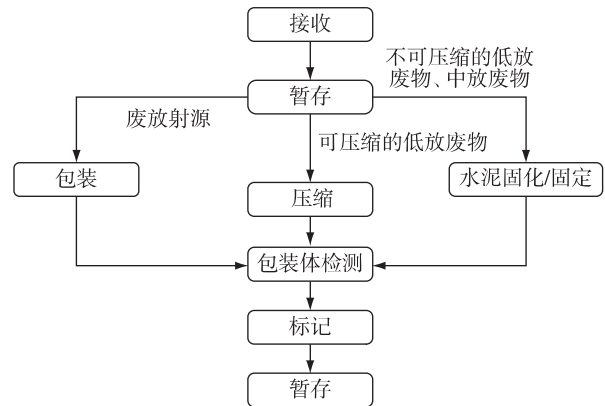 接收
不可压缩的低放
废物、中放废物
暂存
废放射源
可压缩的低放废物
包装
水泥固化/固定
压缩
包装体检测
标记
暂存